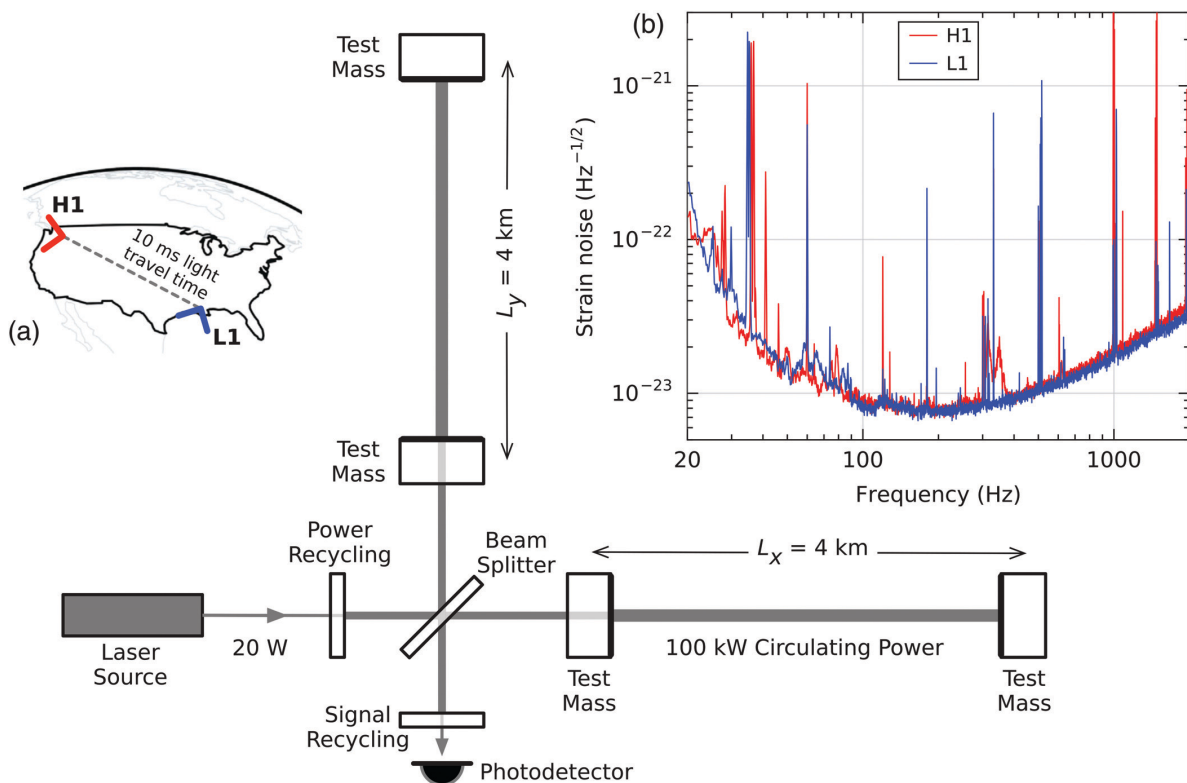 (a)
H1
10 ms light
travel time
L1
Test
Mass
L_y = 4 km
Test
Mass
Power
Recycling
Beam
Splitter
Laser
Source
20 W
Signal
Recycling
Photodetector
L_x = 4 km
100 kW Circulating Power
Test
Mass
Test
Mass
(b)
H1
L1
Strain noise (Hz^{-1/2})
10^{-21}
10^{-22}
10^{-23}
20
100
1000
Frequency (Hz)